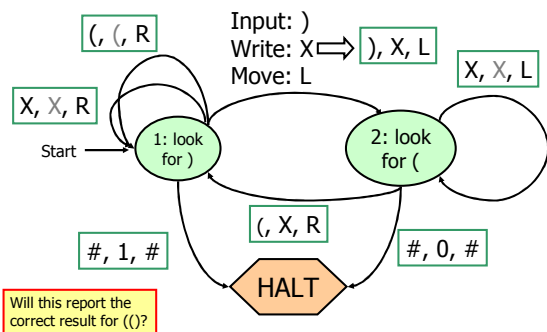 (, (, R
Input: )
Write: X
Move: L
), X, L
X, X, R
X, X, L
Start
1: look
for )
2: look
for (
(, X, R
#, 1, #
#, 0, #
HALT
Will this report the
correct result for (()?